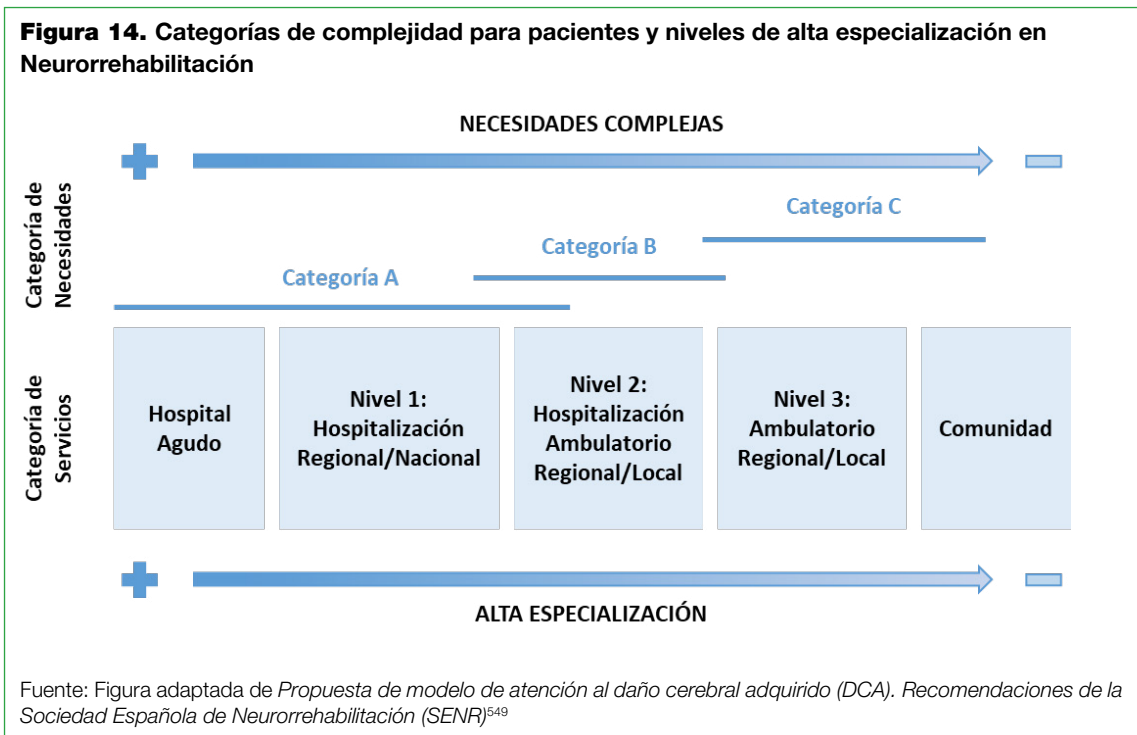 Figura 14. Categorías de complejidad para pacientes y niveles de alta especialización en
Neurorrehabilitación
NECESIDADES COMPLEJAS
Categoría de
Necesidades
Categoría C
Categoría B
Categoría A
Categoría de
Servicios
Hospital
Agudo
Nivel 1:
Hospitalización
Regional/Nacional
Nivel 2:
Hospitalización
Ambulatorio
Regional/Local
Nivel 3:
Ambulatorio
Regional/Local
Comunidad
ALTA ESPECIALIZACIÓN
Fuente: Figura adaptada de Propuesta de modelo de atención al daño cerebral adquirido (DCA). Recomendaciones de la
Sociedad Española de Neurorrehabilitación (SENR)549